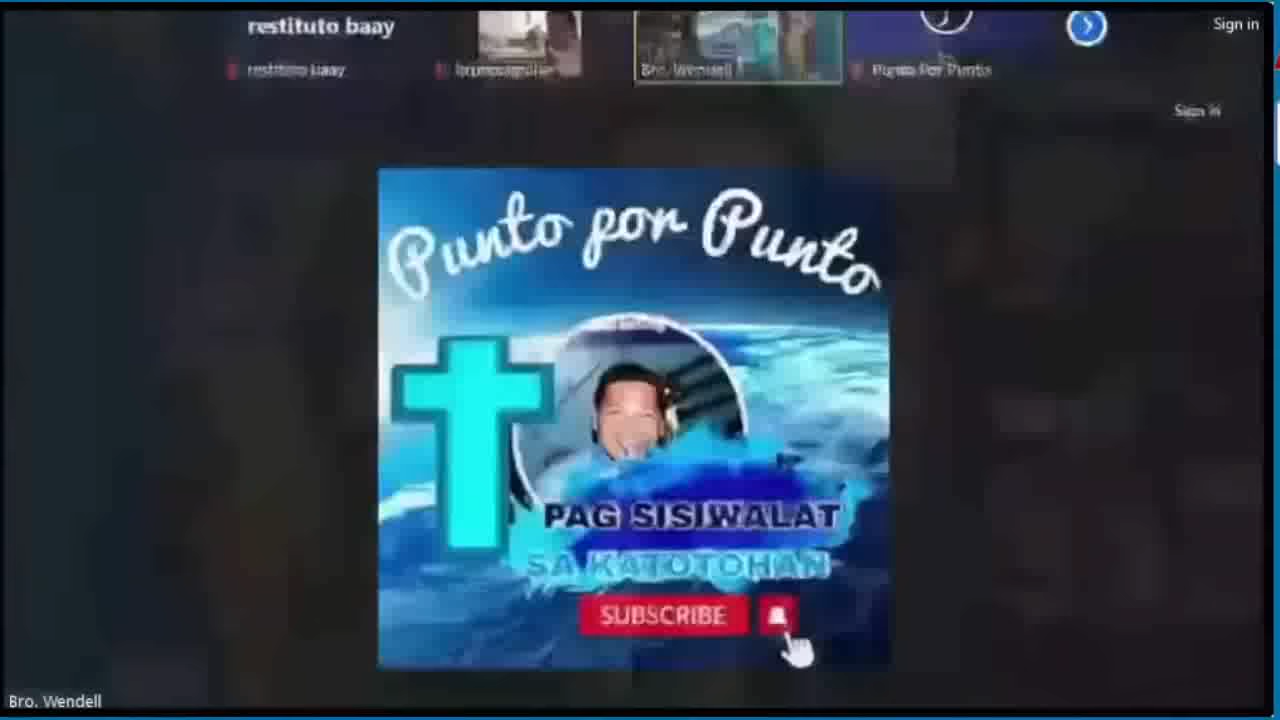 restituto baay
Sign in
restituto baay
Bro. Wendell
Punto Por Punto
Sign in
Punto por Punto
PAG SISIWALAT
SA KATOTOHAN
SUBSCRIBE
Bro. Wendell